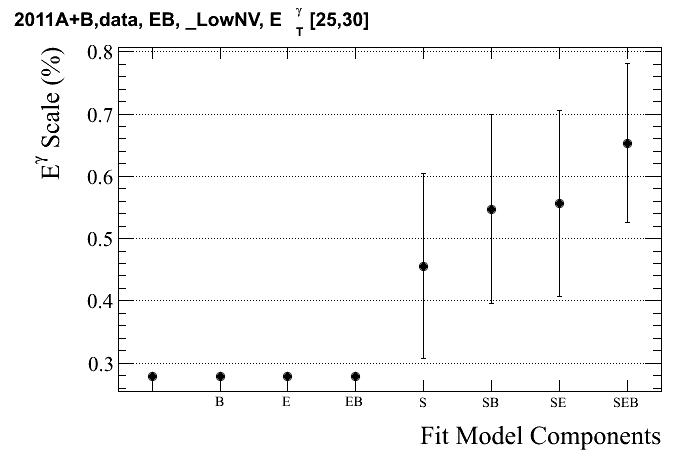 2011A+B,data, EB, _LowNV, E γ T [25,30]
E^γ Scale (%)
0.8
0.7
0.6
0.5
0.4
0.3
B E EB S SB SE SEB
Fit Model Components